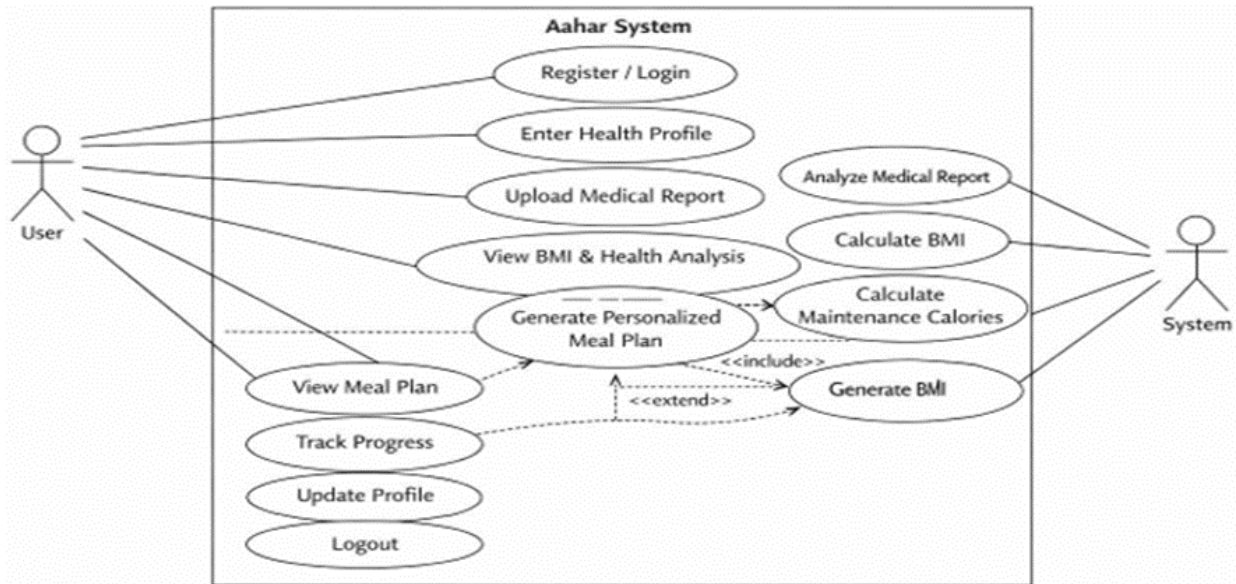 Aahar System
Register / Login
Enter Health Profile
Upload Medical Report
Analyze Medical Report
User
View BMI & Health Analysis
Calculate BMI
Generate Personalized
Meal Plan
Calculate
Maintenance Calories
System
<<include>>
View Meal Plan
<<extend>>
Generate BMI
Track Progress
Update Profile
Logout